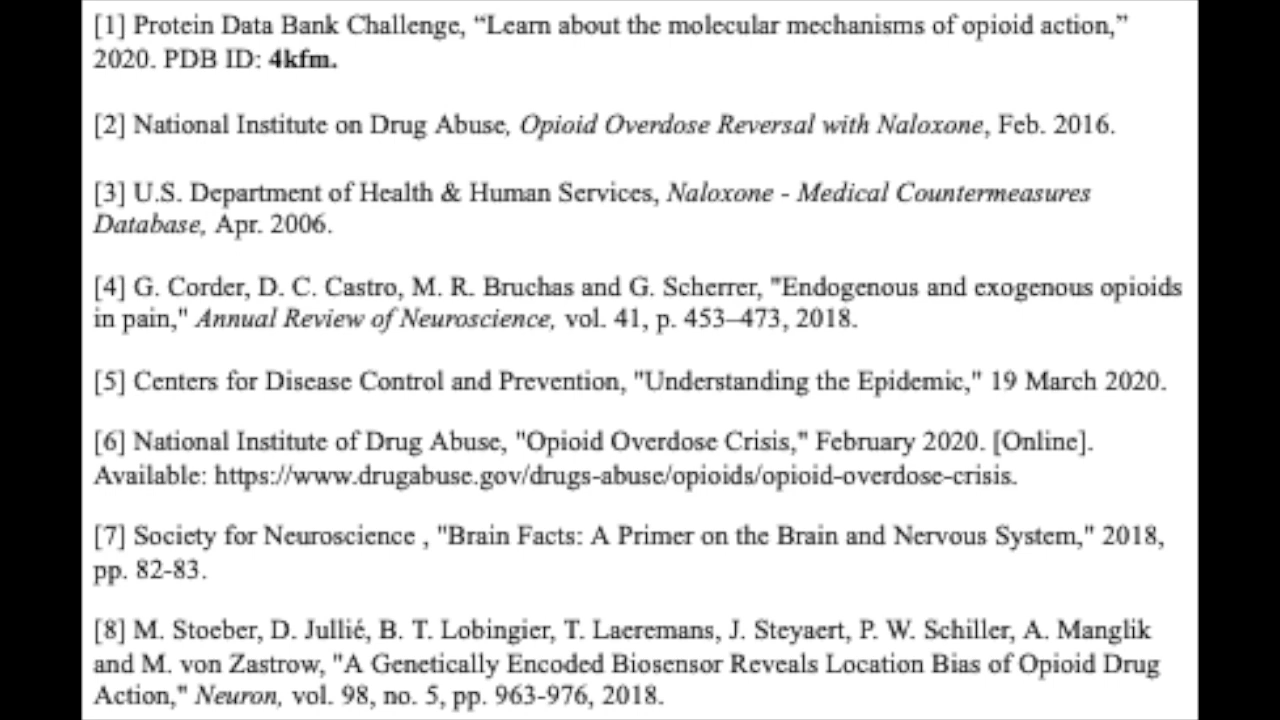 [1] Protein Data Bank Challenge, “Learn about the molecular mechanisms of opioid action,”
2020. PDB ID: 4kfm.
[2] National Institute on Drug Abuse, Opioid Overdose Reversal with Naloxone, Feb. 2016.
[3] U.S. Department of Health & Human Services, Naloxone - Medical Countermeasures
Database, Apr. 2006.
[4] G. Corder, D. C. Castro, M. R. Bruchas and G. Scherrer, "Endogenous and exogenous opioids
in pain," Annual Review of Neuroscience, vol. 41, p. 453–473, 2018.
[5] Centers for Disease Control and Prevention, "Understanding the Epidemic," 19 March 2020.
[6] National Institute of Drug Abuse, "Opioid Overdose Crisis," February 2020. [Online].
Available: https://www.drugabuse.gov/drugs-abuse/opioids/opioid-overdose-crisis.
[7] Society for Neuroscience , "Brain Facts: A Primer on the Brain and Nervous System," 2018,
pp. 82-83.
[8] M. Stoeber, D. Jullié, B. T. Lobingier, T. Laeremans, J. Steyaert, P. W. Schiller, A. Manglik
and M. von Zastrow, "A Genetically Encoded Biosensor Reveals Location Bias of Opioid Drug
Action," Neuron, vol. 98, no. 5, pp. 963-976, 2018.